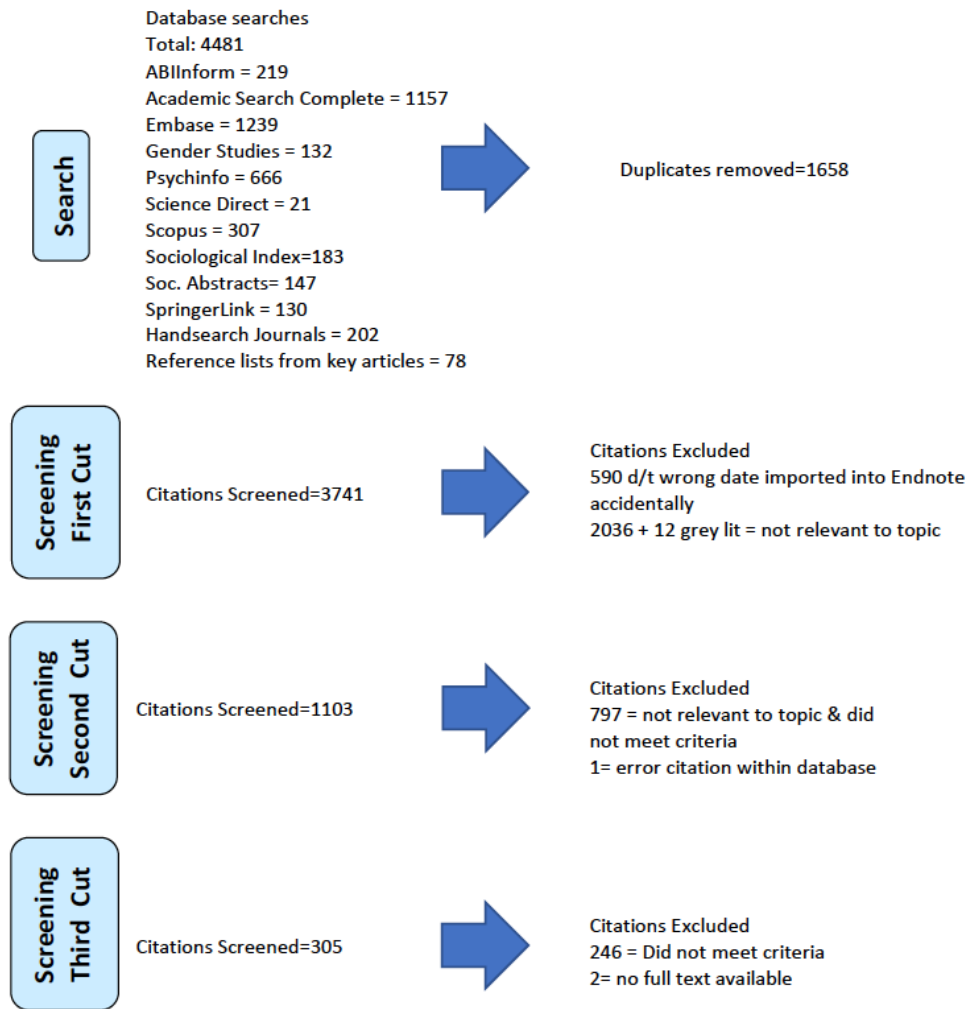 Search
Database searches
Total: 4481
ABIInform = 219
Academic Search Complete = 1157
Embase = 1239
Gender Studies = 132
Psychinfo = 666
Science Direct = 21
Scopus = 307
Sociological Index=183
Soc. Abstracts= 147
SpringerLink = 130
Handsearch Journals = 202
Reference lists from key articles = 78
Duplicates removed=1658
Screening
First Cut
Citations Screened=3741
Citations Excluded
590 d/t wrong date imported into Endnote
accidentally
2036 + 12 grey lit = not relevant to topic
Screening
Second Cut
Citations Screened=1103
Citations Excluded
797 = not relevant to topic & did
not meet criteria
1= error citation within database
Screening
Third Cut
Citations Screened=305
Citations Excluded
246 = Did not meet criteria
2= no full text available